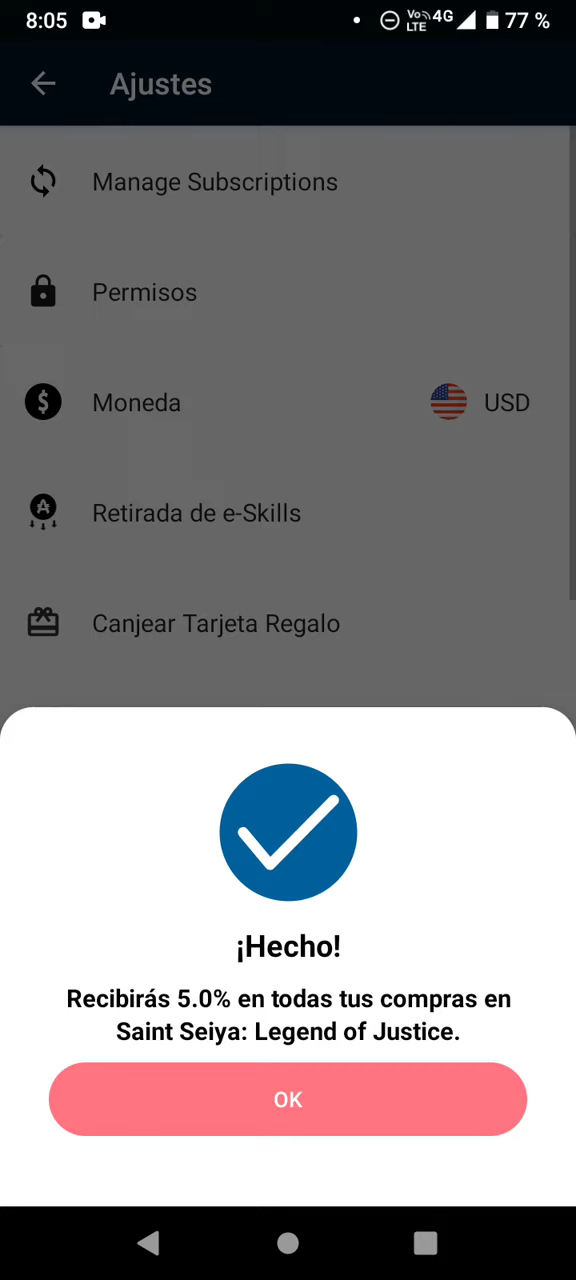 8:05
Vo LTE 4G 77 %
Ajustes
Manage Subscriptions
Permisos
Moneda USD
Retirada de e-Skills
Canjear Tarjeta Regalo
¡Hecho!
Recibirás 5.0% en todas tus compras en
Saint Seiya: Legend of Justice.
OK